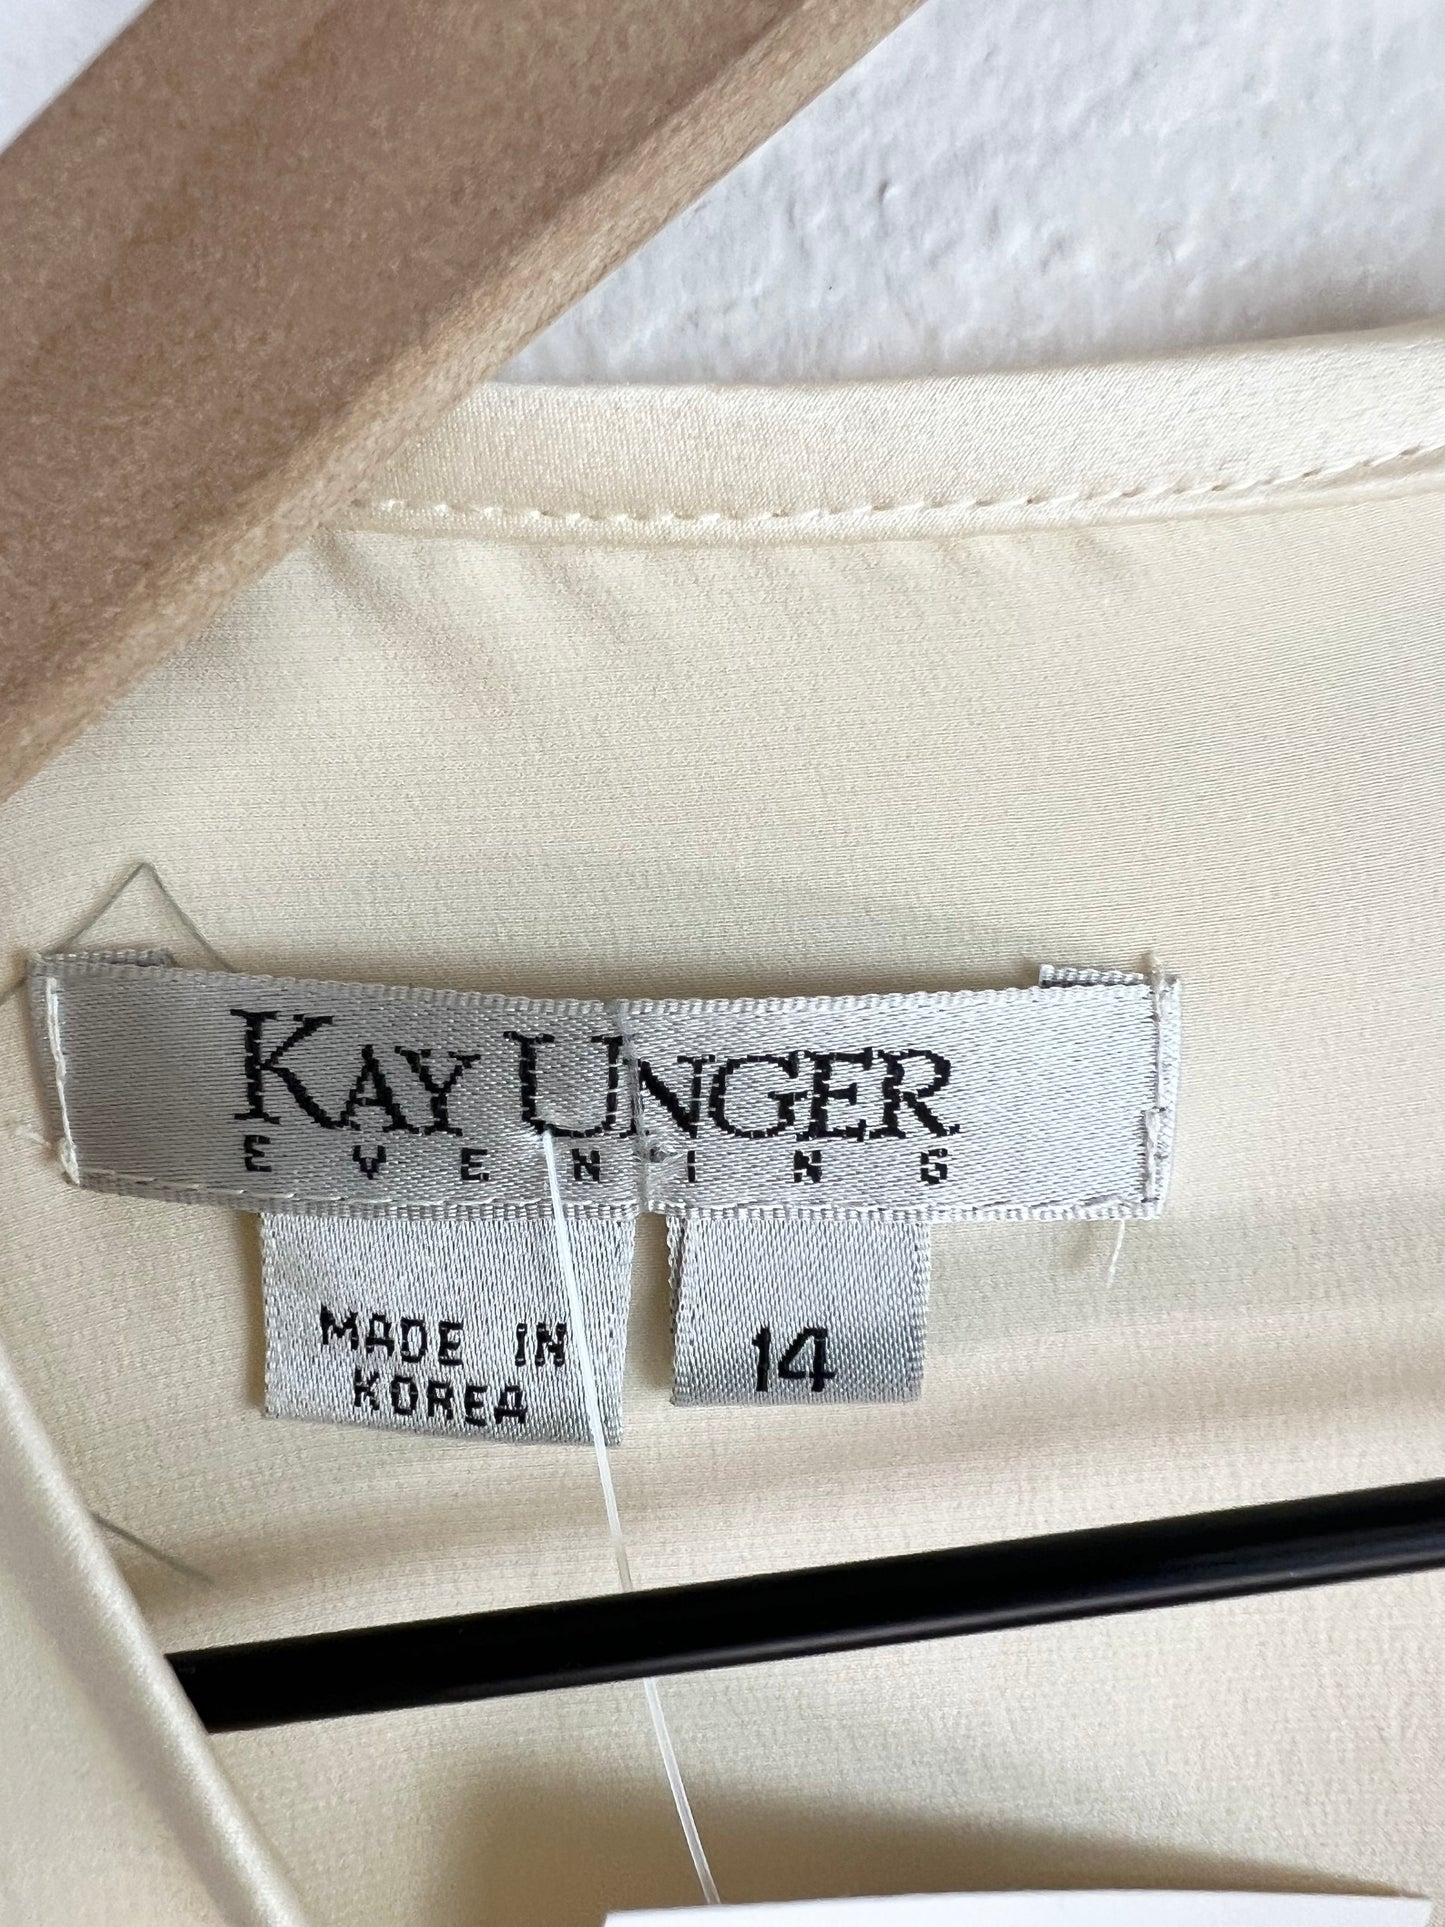 KAY UNGER
EVENING
MADE IN
KOREA
14